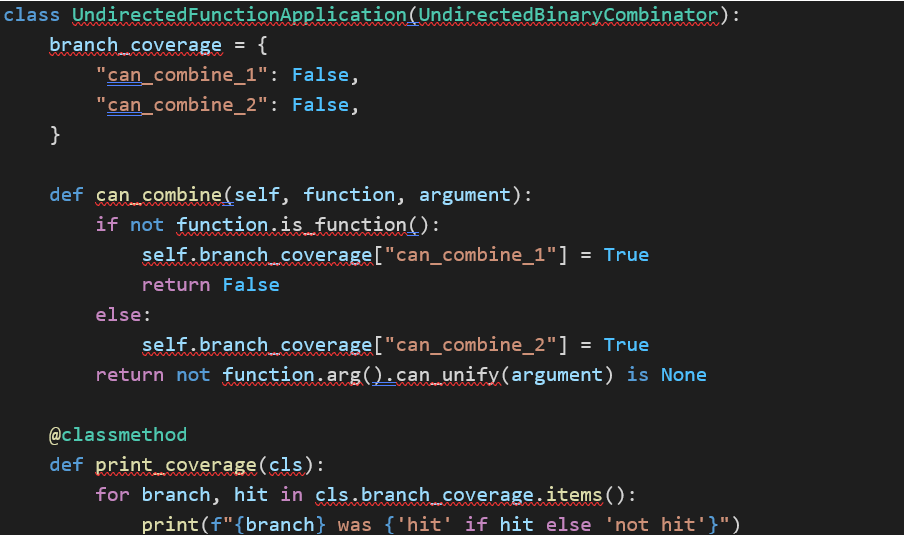 class UndirectedFunctionApplication(UndirectedBinaryCombinator):
    branch_coverage = {
        "can_combine_1": False,
        "can_combine_2": False,
    }

    def can_combine(self, function, argument):
        if not function.is_function():
            self.branch_coverage["can_combine_1"] = True
            return False
        else:
            self.branch_coverage["can_combine_2"] = True
        return not function.arg().can_unify(argument) is None

    @classmethod
    def print_coverage(cls):
        for branch, hit in cls.branch_coverage.items():
            print(f"{branch} was {'hit' if hit else 'not hit'}")